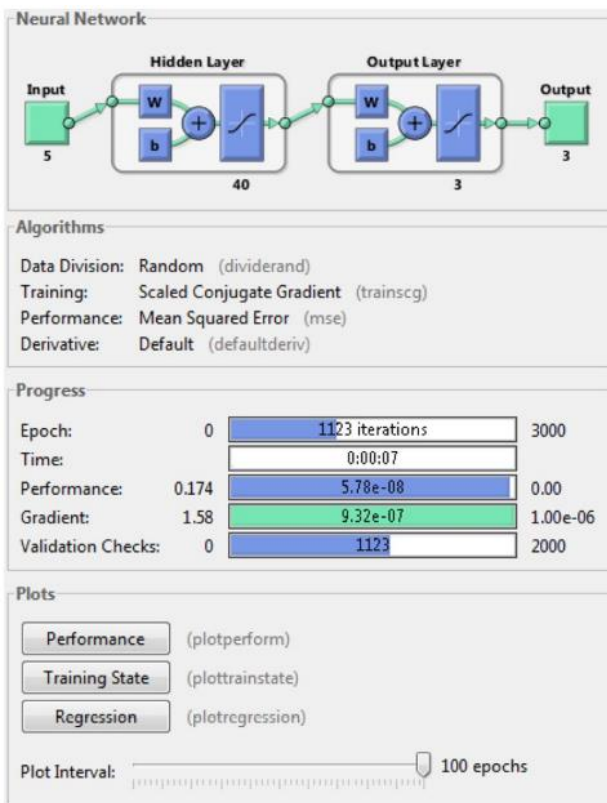 Neural Network
Hidden Layer Output Layer
Input W b + W b + Output
5 40 3 3
Algorithms
Data Division: Random (dividerand)
Training: Scaled Conjugate Gradient (trainscg)
Performance: Mean Squared Error (mse)
Derivative: Default (defaultderiv)
Progress
Epoch: 0 1123 iterations 3000
Time: 0:00:07
Performance: 0.174 5.78e-08 0.00
Gradient: 1.58 9.32e-07 1.00e-06
Validation Checks: 0 1123 2000
Plots
Performance (plotperform)
Training State (plottrainstate)
Regression (plotregression)
Plot Interval: 100 epochs